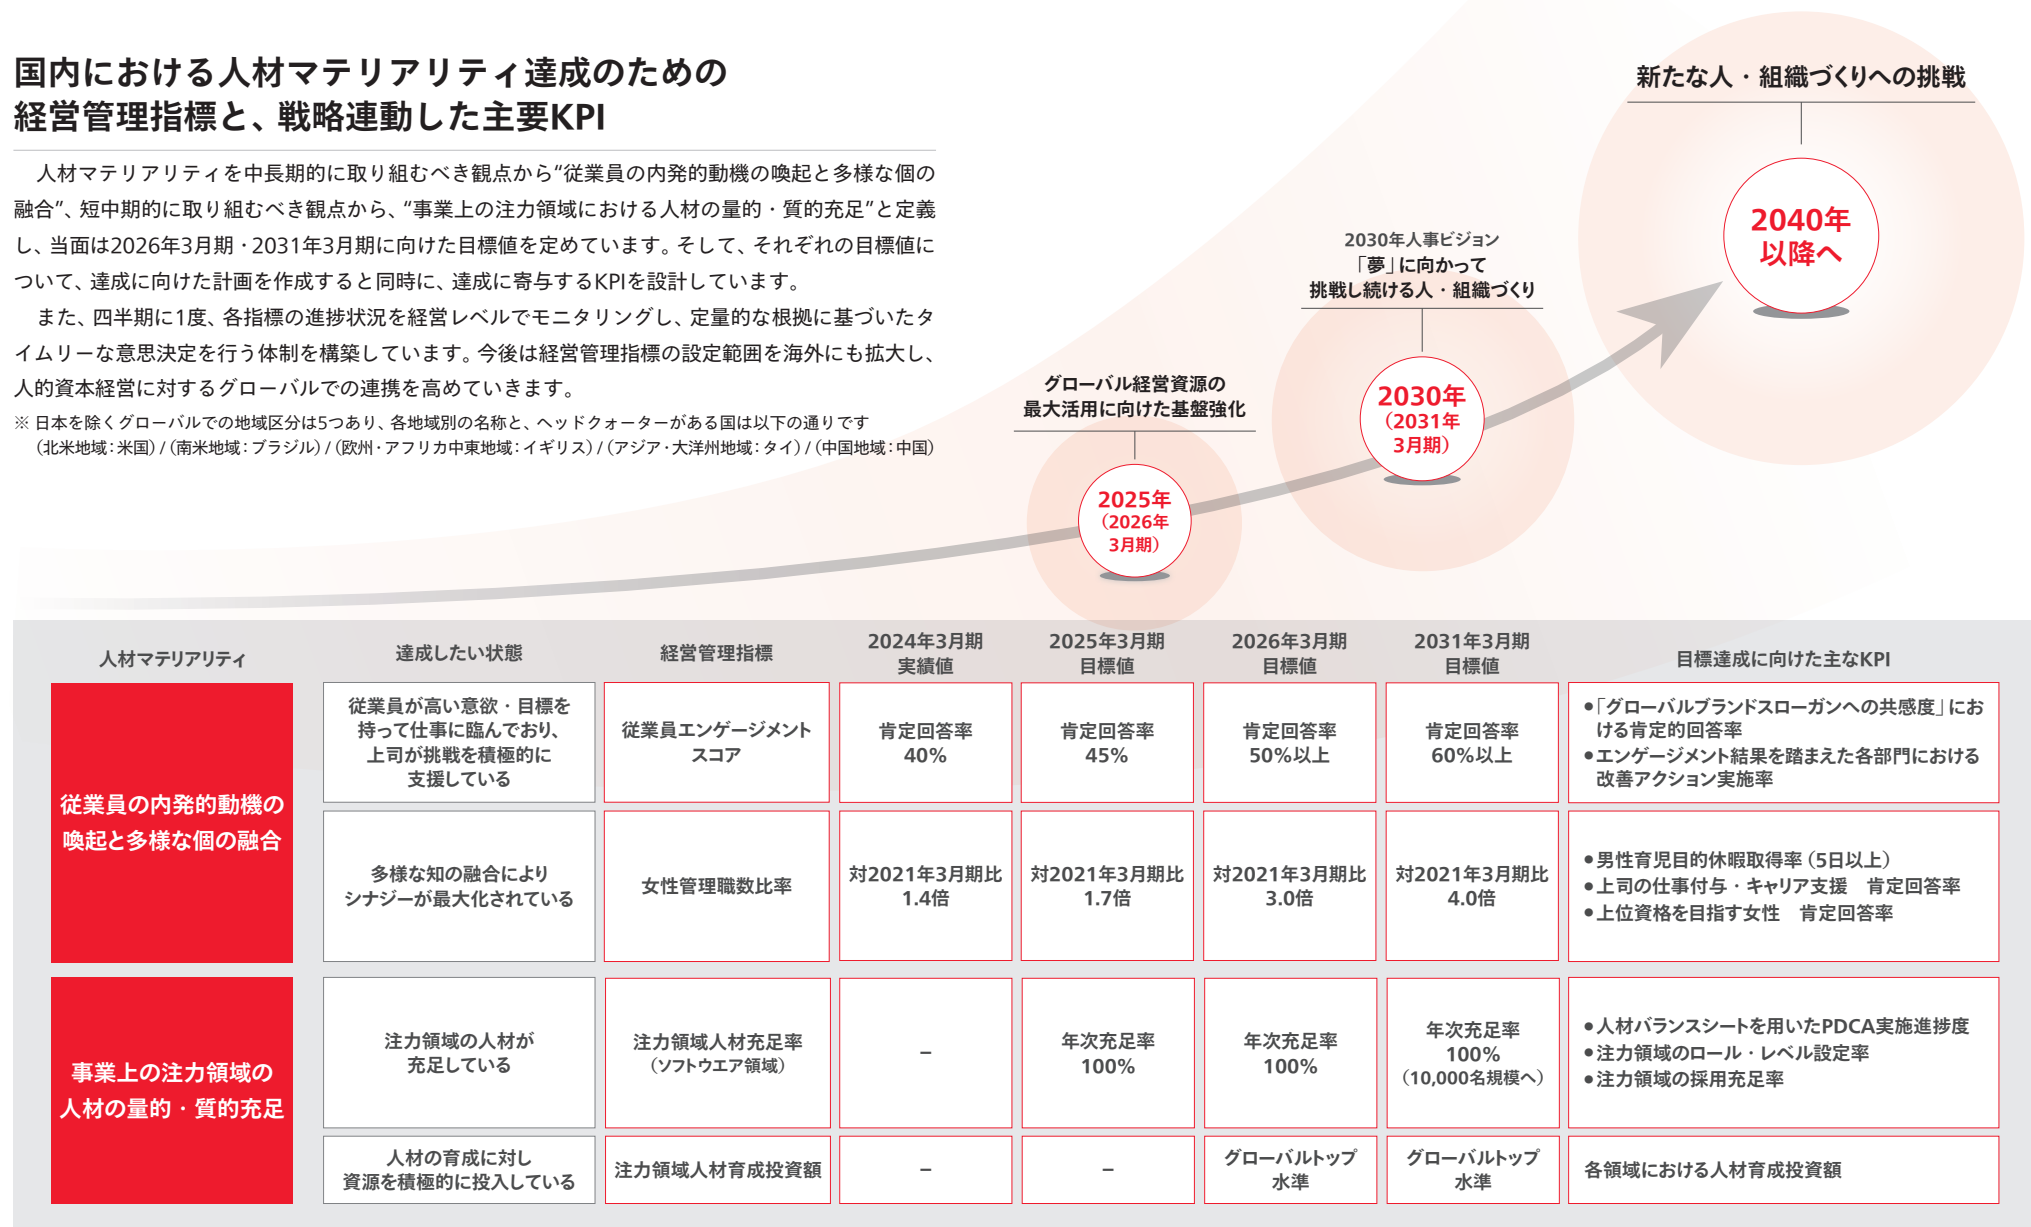 国内における人材マテリアリティ達成のための
経営管理指標と、戦略連動した主要KPI
人材マテリアリティを中長期的に取り組むべき観点から“従業員の内発的動機の喚起と多様な個の
融合”、短中期的に取り組むべき観点から、“事業上の注力領域における人材の量的・質的充足”と定義
し、当面は2026年3月期・2031年3月期に向けた目標値を定めています。そして、それぞれの目標値に
ついて、達成に向けた計画を作成すると同時に、達成に寄与するKPIを設計しています。
また、四半期に1度、各指標の進捗状況を経営レベルでモニタリングし、定量的な根拠に基づいたタ
イムリーな意思決定を行う体制を構築しています。今後は経営管理指標の設定範囲を海外にも拡大し、
人的資本経営に対するグローバルでの連携を高めていきます。
※ 日本を除くグローバルでの地域区分は5つあり、各地域別の名称と、ヘッドクォーターがある国は以下の通りです
（北米地域：米国）/（南米地域：ブラジル）/（欧州・アフリカ中東地域：イギリス）/（アジア・大洋州地域：タイ）/（中国地域：中国）
グローバル経営資源の
最大活用に向けた基盤強化
2025年
（2026年
3月期）
2030年人事ビジョン
「夢」に向かって
挑戦し続ける人・組織づくり
2030年
（2031年
3月期）
新たな人・組織づくりへの挑戦
2040年
以降へ
人材マテリアリティ
達成したい状態
経営管理指標
2024年3月期
実績値
2025年3月期
目標値
2026年3月期
目標値
2031年3月期
目標値
目標達成に向けた主なKPI
従業員の内発的動機の
喚起と多様な個の融合
従業員が高い意欲・目標を
持って仕事に臨んでおり、
上司が挑戦を積極的に
支援している
従業員エンゲージメント
スコア
肯定回答率
40%
肯定回答率
45%
肯定回答率
50%以上
肯定回答率
60%以上
●「グローバルブランドスローガンへの共感度」にお
ける肯定的回答率
●エンゲージメント結果を踏まえた各部門における
改善アクション実施率
多様な知の融合により
シナジーが最大化されている
女性管理職数比率
対2021年3月期比
1.4倍
対2021年3月期比
1.7倍
対2021年3月期比
3.0倍
対2021年3月期比
4.0倍
●男性育児目的休暇取得率（5日以上）
●上司の仕事付与・キャリア支援　肯定回答率
●上位資格を目指す女性　肯定回答率
事業上の注力領域の
人材の量的・質的充足
注力領域の人材が
充足している
注力領域人材充足率
（ソフトウエア領域）
–
年次充足率
100%
年次充足率
100%
年次充足率
100%
（10,000名規模へ）
●人材バランスシートを用いたPDCA実施進捗度
●注力領域のロール・レベル設定率
●注力領域の採用充足率
人材の育成に対し
資源を積極的に投入している
注力領域人材育成投資額
–
–
グローバルトップ
水準
グローバルトップ
水準
各領域における人材育成投資額